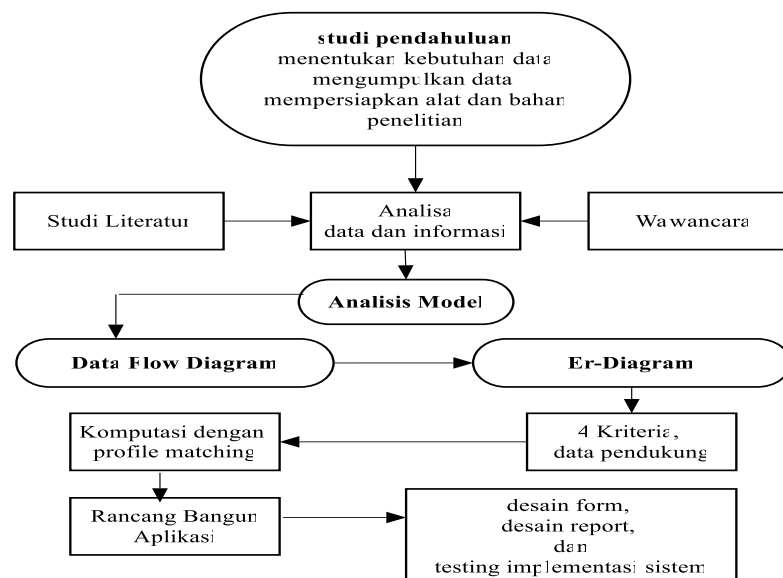 studi pendahuluan
menentukan kebutuhan data
mengumpulkan data
mempersiapkan alat dan bahan
penelitian
Studi Literatur
Analisa
data dan informasi
Wawancara
Analisis Model
Data Flow Diagram
Er-Diagram
Komputasi dengan
profile matching
4 Kriteria,
data pendukung
Rancang Bangun
Aplikasi
desain form,
desain report,
dan
testing implementasi sistem